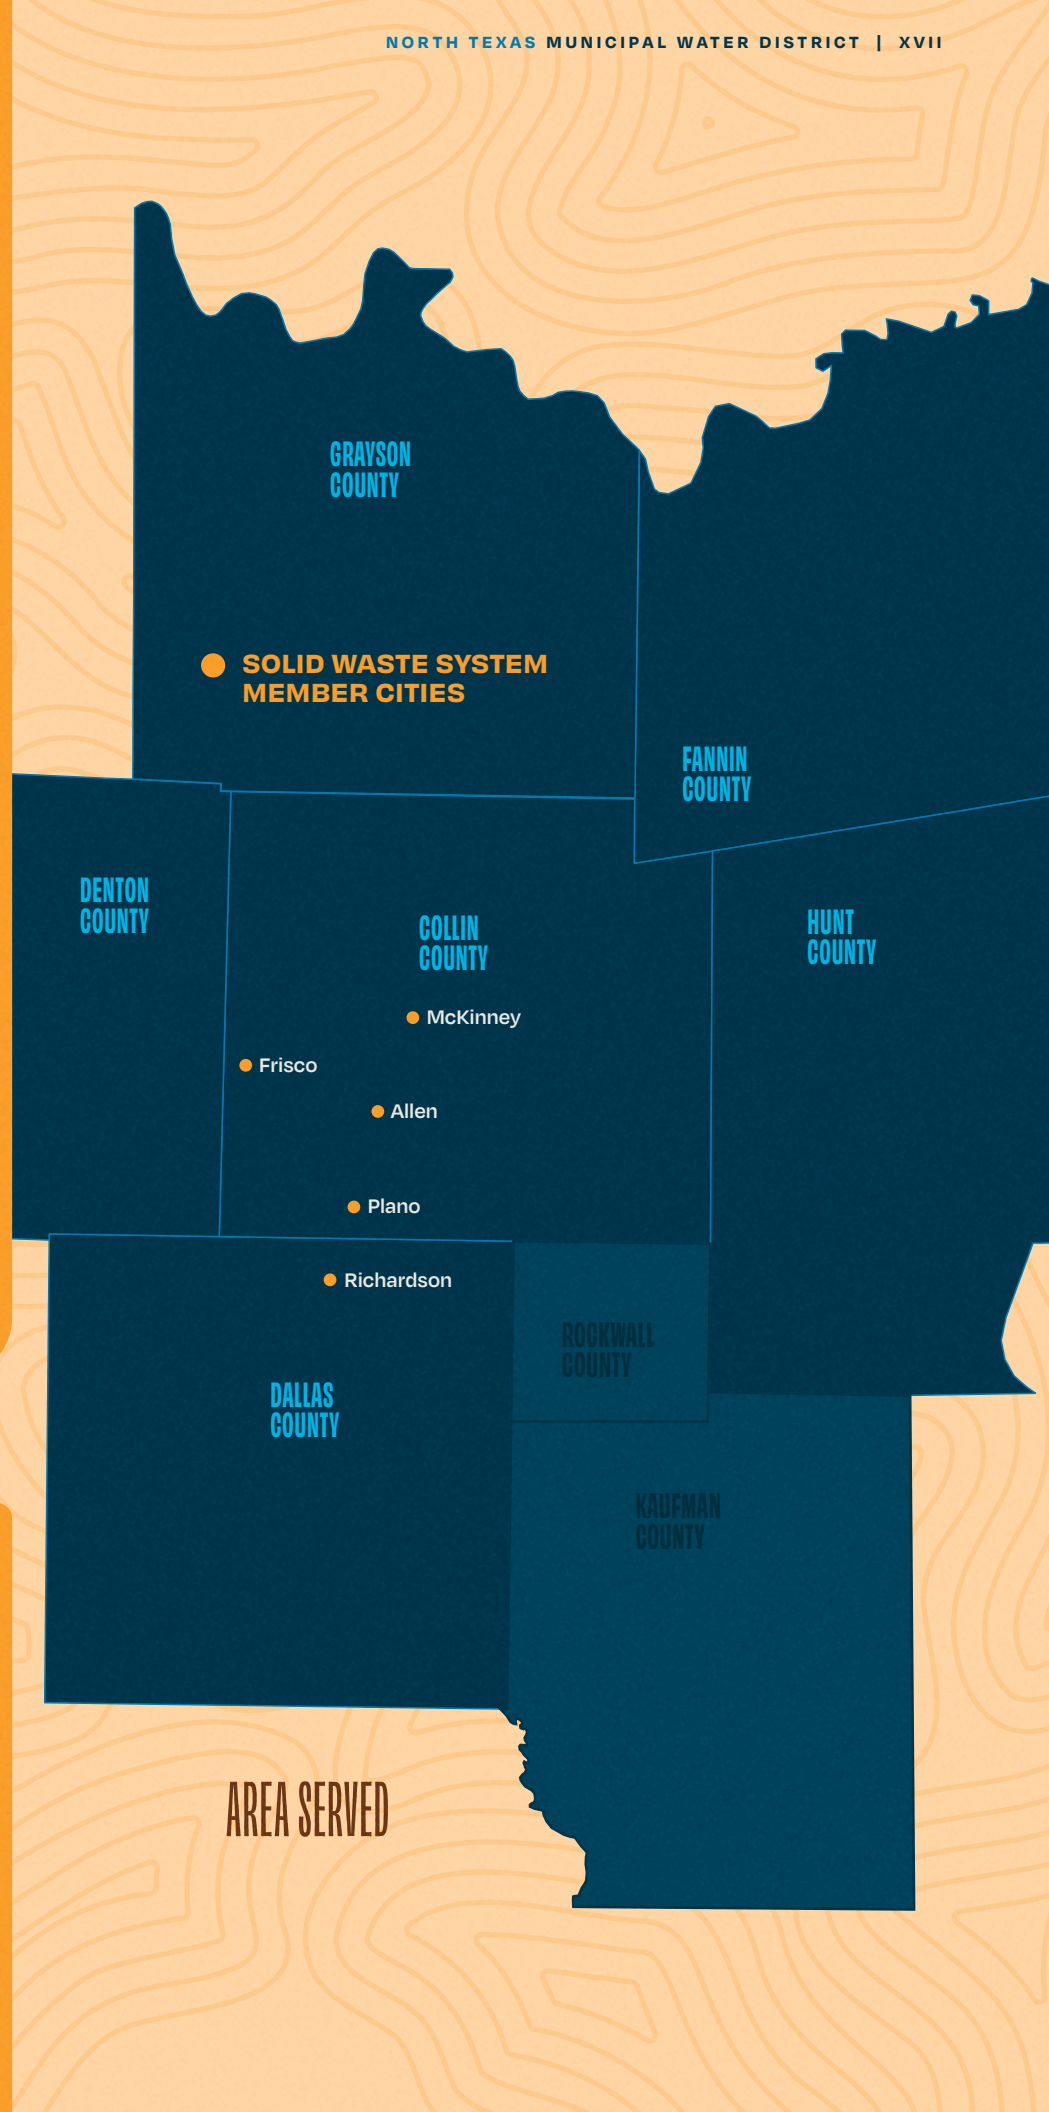 NORTH TEXAS MUNICIPAL WATER DISTRICT | XVII
GRAYSON
COUNTY
SOLID WASTE SYSTEM
MEMBER CITIES
FANNIN
COUNTY
DENTON
COUNTY
COLLIN
COUNTY
HUNT
COUNTY
McKinney
Frisco
Allen
Plano
Richardson
ROCKWALL
COUNTY
DALLAS
COUNTY
KAUFMAN
COUNTY
AREA SERVED